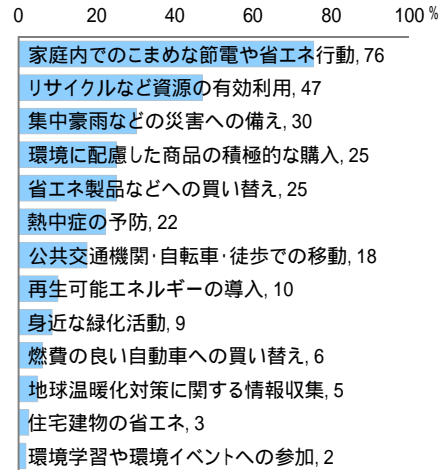 0 20 40 60 80 100 %
家庭内でのこまめな節電や省エネ行動, 76
リサイクルなど資源の有効利用, 47
集中豪雨などの災害への備え, 30
環境に配慮した商品の積極的な購入, 25
省エネ製品などへの買い替え, 25
熱中症の予防, 22
公共交通機関･自転車･徒歩での移動, 18
再生可能エネルギーの導入, 10
身近な緑化活動, 9
燃費の良い自動車への買い替え, 6
地球温暖化対策に関する情報収集, 5
住宅建物の省エネ, 3
環境学習や環境イベントへの参加, 2